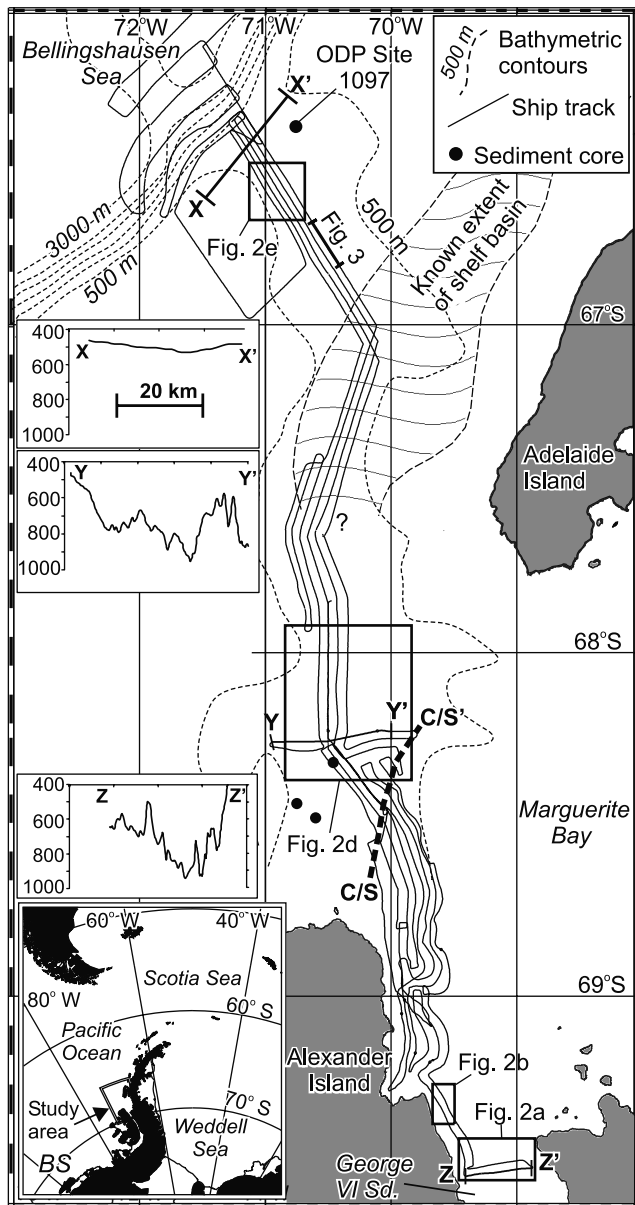 72°W
71°W
70°W
Bellingshausen
Sea
ODP Site
1097
X'
X
500 m
Bathymetric
contours
Ship track
Sediment core
3000 m
500 m
Fig. 2e
Fig. 3
500 m
Known extent
of shelf basin
67°S
400
600
800
1000
X
X'
20 km
400
600
800
1000
Y
Y'
Adelaide
Island
?
68°S
Y
Y'
C/S'
400
600
800
1000
Z
Z'
Fig. 2d
C/S
Marguerite
Bay
69°S
Alexander
Island
Fig. 2b
Fig. 2a
Z
Z'
George
VI Sd.
60° W
40° W
Scotia Sea
80° W
60° S
Pacific
Ocean
70° S
Study
area
Weddell
Sea
BS